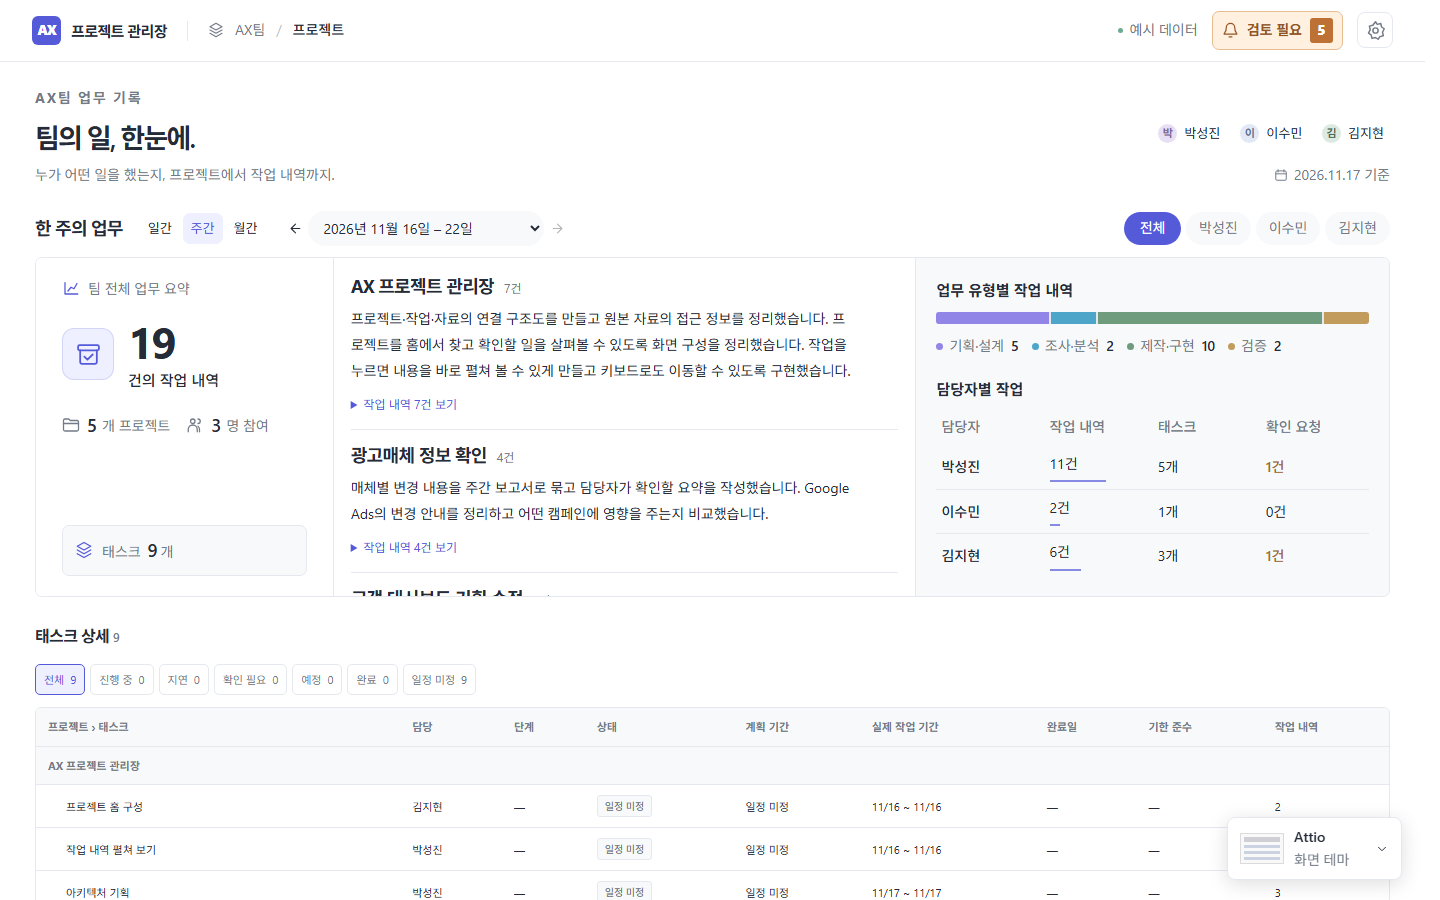 AX 프로젝트 관리장
AX팀 / 프로젝트
예시 데이터
검토 필요 5
AX팀 업무 기록
팀의 일, 한눈에.
박 박성진 이 이수민 김 김지현
누가 어떤 일을 했는지, 프로젝트에서 작업 내역까지.
2026.11.17 기준
한 주의 업무 일간 주간 월간 ← 2026년 11월 16일 – 22일 →
전체 박성진 이수민 김지현
팀 전체 업무 요약
19
건의 작업 내역
5 개 프로젝트 3 명 참여
태스크 9 개
AX 프로젝트 관리장 7건
프로젝트·작업·자료의 연결 구조도를 만들고 원본 자료의 접근 정보를 정리했습니다. 프
로젝트를 홈에서 찾고 확인할 일을 살펴볼 수 있도록 화면 구성을 정리했습니다. 작업을
누르면 내용을 바로 펼쳐 볼 수 있게 만들고 키보드로도 이동할 수 있도록 구현했습니다.
▶ 작업 내역 7건 보기
광고매체 정보 확인 4건
매체별 변경 내용을 주간 보고서로 묶고 담당자가 확인할 요약을 작성했습니다. Google
Ads의 변경 안내를 정리하고 어떤 캠페인에 영향을 주는지 비교했습니다.
▶ 작업 내역 4건 보기
업무 유형별 작업 내역
기획·설계 5 조사·분석 2 제작·구현 10 검증 2
담당자별 작업
담당자 작업 내역 태스크 확인 요청
박성진 11건 5개 1건
이수민 2건 1개 0건
김지현 6건 3개 1건
태스크 상세 9
전체 9 진행 중 0 지연 0 확인 필요 0 예정 0 완료 0 일정 미정 9
프로젝트 › 태스크 담당 단계 상태 계획 기간 실제 작업 기간 완료일 기한 준수 작업 내역
AX 프로젝트 관리장
프로젝트 홈 구성 김지현 — 일정 미정 일정 미정 11/16 ~ 11/16 — — 2
작업 내역 펼쳐 보기 박성진 — 일정 미정 일정 미정 11/16 ~ 11/16 — —
아키텍처 기획 박성진 — 일정 미정 일정 미정 11/17 ~ 11/17 — — 3
Attio
화면 테마